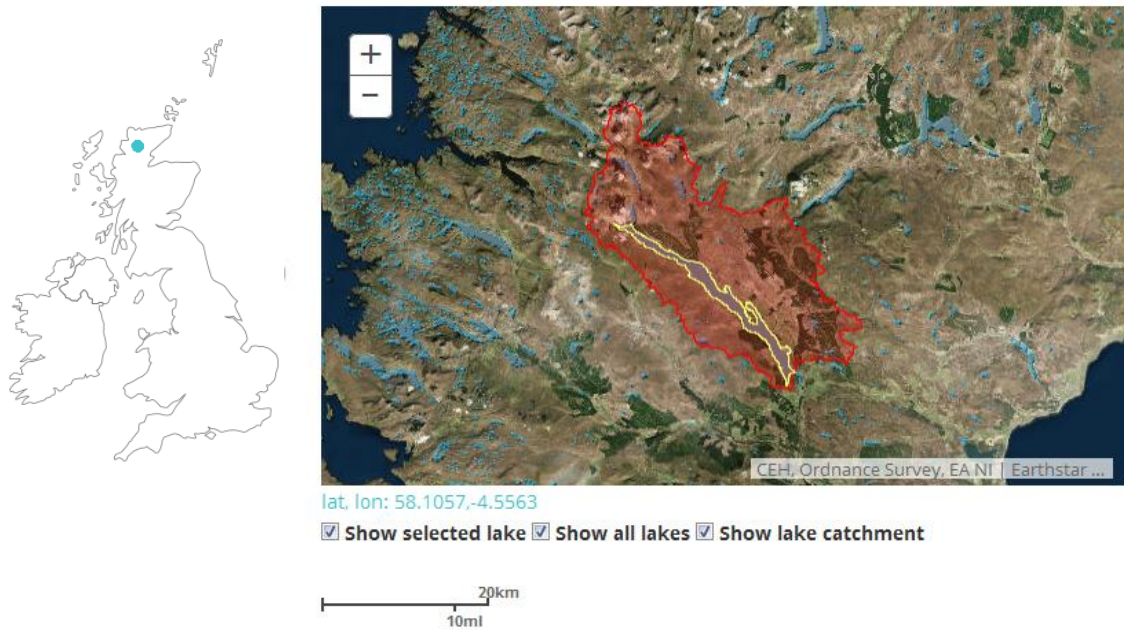 +
−
CEH, Ordnance Survey, EA NI | Earthstar ...
lat, lon: 58.1057,-4.5563
Show selected lake Show all lakes Show lake catchment
20km
10ml